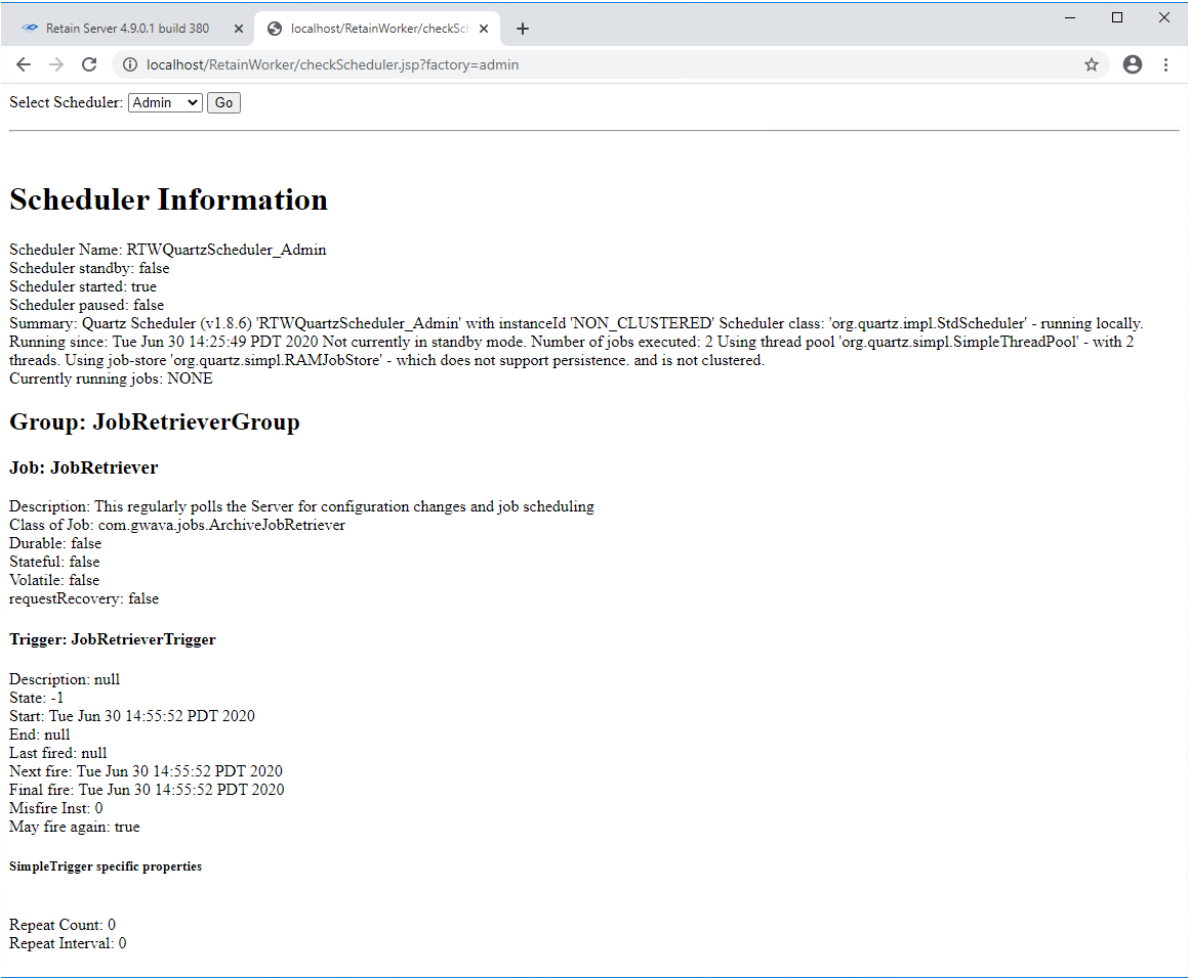 Retain Server 4.9.0.1 build 380
localhost/RetainWorker/checkSch
localhost/RetainWorker/checkScheduler.jsp?factory=admin
Select Scheduler: Admin Go
Scheduler Information
Scheduler Name: RTWQuartzScheduler_Admin
Scheduler standby: false
Scheduler started: true
Scheduler paused: false
Summary: Quartz Scheduler (v1.8.6) 'RTWQuartzScheduler_Admin' with instanceId 'NON_CLUSTERED' Scheduler class: 'org.quartz.impl.StdScheduler' - running locally.
Running since: Tue Jun 30 14:25:49 PDT 2020 Not currently in standby mode. Number of jobs executed: 2 Using thread pool 'org.quartz.simpl.SimpleThreadPool' - with 2
threads. Using job-store 'org.quartz.simpl.RAMJobStore' - which does not support persistence. and is not clustered.
Currently running jobs: NONE
Group: JobRetrieverGroup
Job: JobRetriever
Description: This regularly polls the Server for configuration changes and job scheduling
Class of Job: com.gwava.jobs.ArchiveJobRetriever
Durable: false
Stateful: false
Volatile: false
requestRecovery: false
Trigger: JobRetrieverTrigger
Description: null
State: -1
Start: Tue Jun 30 14:55:52 PDT 2020
End: null
Last fired: null
Next fire: Tue Jun 30 14:55:52 PDT 2020
Final fire: Tue Jun 30 14:55:52 PDT 2020
Misfire Inst: 0
May fire again: true
SimpleTrigger specific properties
Repeat Count: 0
Repeat Interval: 0